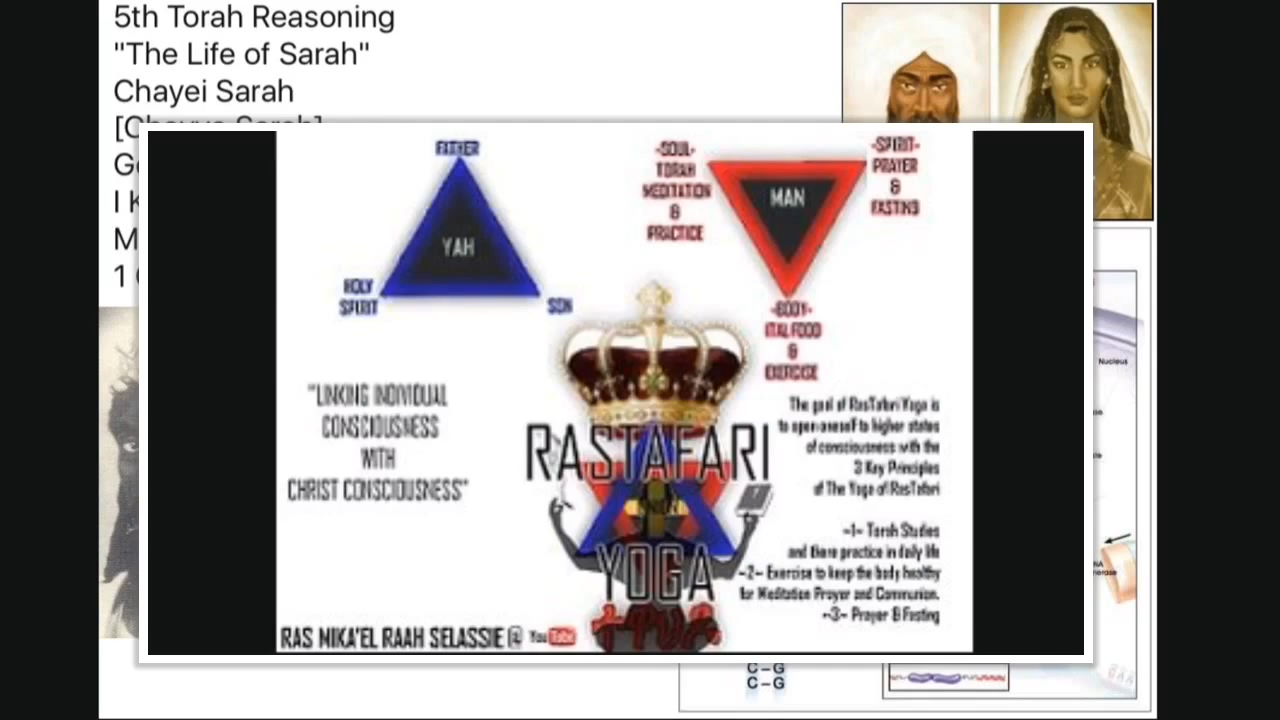 5th Torah Reasoning
"The Life of Sarah"
Chayei Sarah
FATHER
YAH
HOLY
SPIRIT
SON
-SOUL-
TORAH
MEDITATION
&
PRACTICE
MAN
-SPIRIT-
PRAYER
&
FASTING
-BODY-
ITAL FOOD
&
EXERCISE
"LINKING INDIVIDUAL
CONSCIOUSNESS
WITH
CHRIST CONSCIOUSNESS"
RASTAFARI
YOGA
The goal of RasTafari Yoga is
to open oneself to higher states
of consciousness with the
3 Key Principles
of The Yoga of RasTafari
~1~ Torah Studies
and there practice in daily life
~2~ Exercise to keep the body healthy
for Meditation Prayer and Communion.
~3~ Prayer & Fasting
RAS MIKA'EL RAAH SELASSIE @ YouTube
Nucleus
C–G
C–G